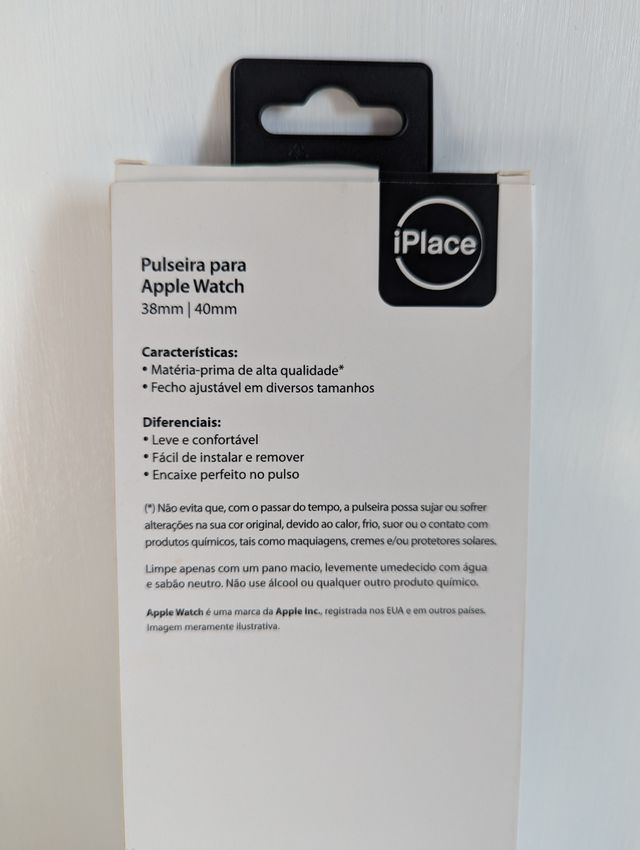 iPlace
Pulseira para
Apple Watch
38mm | 40mm
Características:
• Matéria-prima de alta qualidade*
• Fecho ajustável em diversos tamanhos
Diferenciais:
• Leve e confortável
• Fácil de instalar e remover
• Encaixe perfeito no pulso
(*) Não evita que, com o passar do tempo, a pulseira possa sujar ou sofrer
alterações na sua cor original, devido ao calor, frio, suor ou o contato com
produtos químicos, tais como maquiagens, cremes e/ou protetores solares.
Limpe apenas com um pano macio, levemente umedecido com água
e sabão neutro. Não use álcool ou qualquer outro produto químico.
Apple Watch é uma marca da Apple Inc., registrada nos EUA e em outros países.
Imagem meramente ilustrativa.